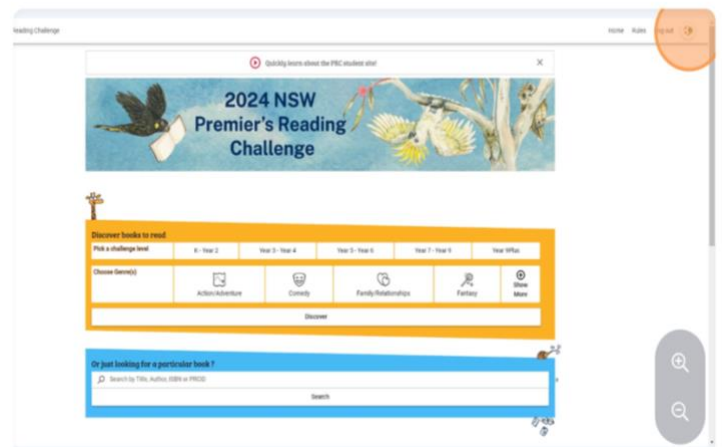 Reading Challenge
Home Rules Log out
Quickly learn about the PRC student site!
2024 NSW
Premier's Reading
Challenge
Discover books to read
Pick a challenge level
K - Year 2
Year 3 - Year 4
Year 5 - Year 6
Year 7 - Year 9
Year 9Plus
Choose Genre(s)
Action/Adventure
Comedy
Family/Relationships
Fantasy
Show
More
Discover
Or just looking for a particular book ?
Search by Title, Author, ISBN or PRCID
Search